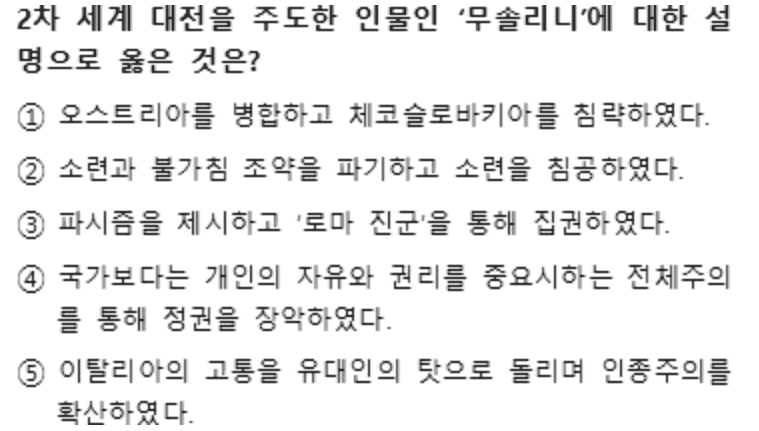 2차 세계 대전을 주도한 인물인 '무솔리니'에 대한 설
명으로 옳은 것은?
① 오스트리아를 병합하고 체코슬로바키아를 침략하였다.
② 소련과 불가침 조약을 파기하고 소련을 침공하였다.
③ 파시즘을 제시하고 '로마 진군'을 통해 집권하였다.
④ 국가보다는 개인의 자유와 권리를 중요시하는 전체주의
를 통해 정권을 장악하였다.
⑤ 이탈리아의 고통을 유대인의 탓으로 돌리며 인종주의를
확산하였다.